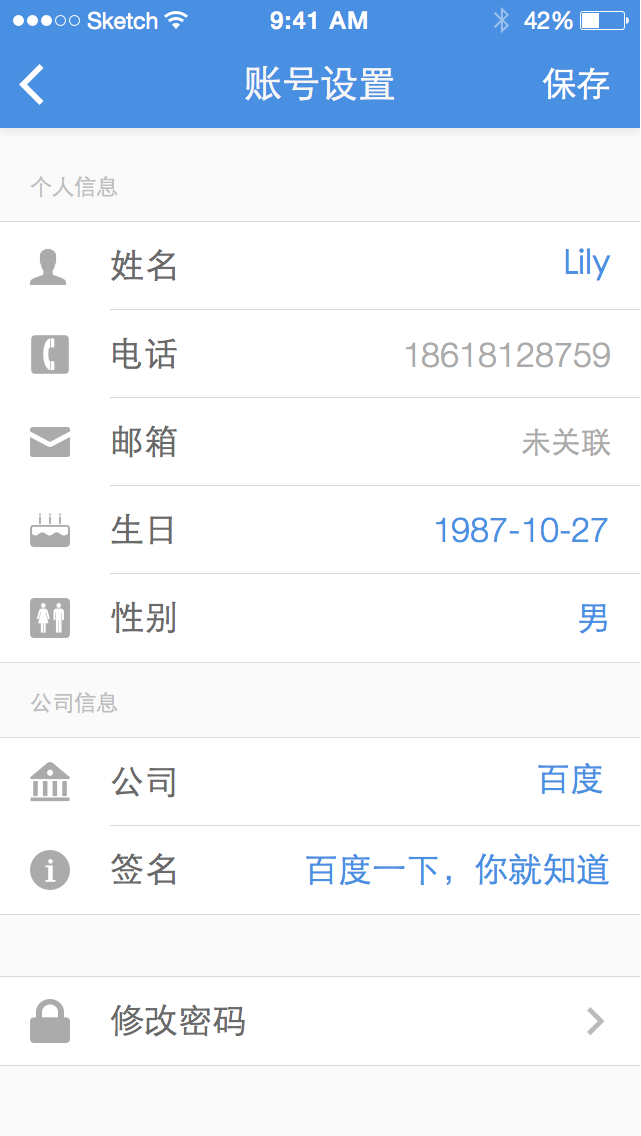 Sketch 9:41 AM 42%
账号设置 保存
个人信息
姓名 Lily
电话 18618128759
邮箱 未关联
生日 1987-10-27
性别 男
公司信息
公司 百度
签名 百度一下，你就知道
修改密码